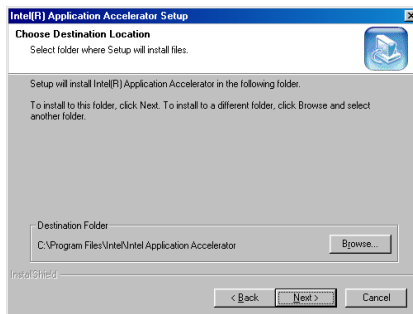 Intel(R) Application Accelerator Setup
Choose Destination Location
Select folder where Setup will install files.
Setup will install Intel(R) Application Accelerator in the following folder.
To install to this folder, click Next. To install to a different folder, click Browse and select
another folder.
Destination Folder
C:\Program Files\Intel\Intel Application Accelerator
Browse...
InstallShield
< Back
Next >
Cancel